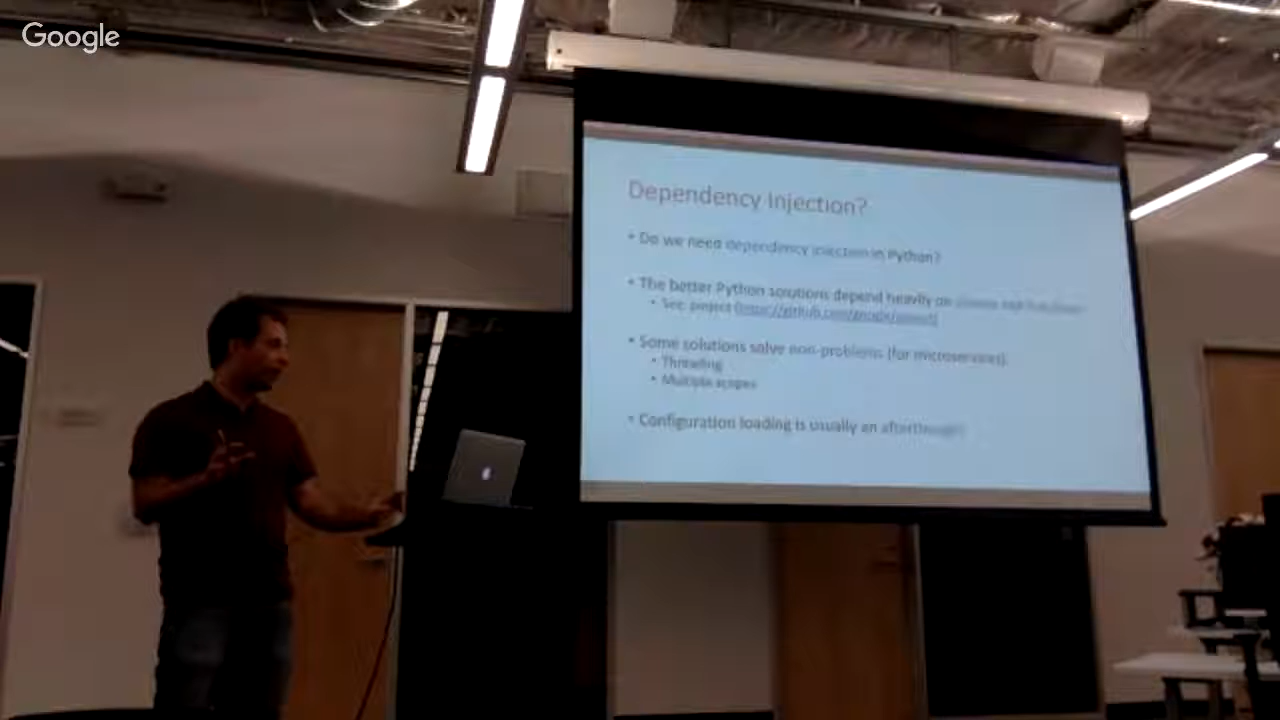 Google
Dependency Injection?
• Do we need dependency injection in Python?
• The better Python solutions depend heavily on
• See: project
• Some solutions solve non-problems (for microservices).
• Threading
• Multiple scopes
• Configuration loading is usually an afterthought